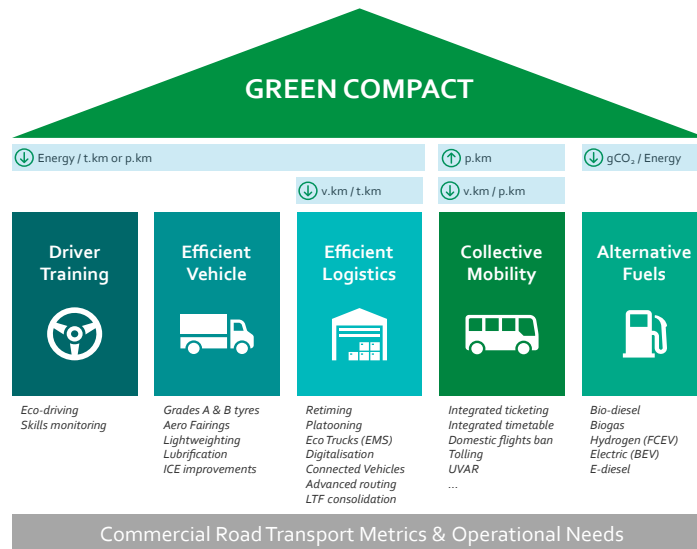 GREEN COMPACT
Energy / t.km or p.km
p.km
gCO₂ / Energy
v.km / t.km
v.km / p.km
Driver
Training
Efficient
Vehicle
Efficient
Logistics
Collective
Mobility
Alternative
Fuels
Eco-driving
Skills monitoring
Grades A & B tyres
Aero Fairings
Lightweighting
Lubrification
ICE improvements
Retiming
Platooning
Eco Trucks (EMS)
Digitalisation
Connected Vehicles
Advanced routing
LTF consolidation
Integrated ticketing
Integrated timetable
Domestic flights ban
Tolling
UVAR
...
Bio-diesel
Biogas
Hydrogen (FCEV)
Electric (BEV)
E-diesel
Commercial Road Transport Metrics & Operational Needs